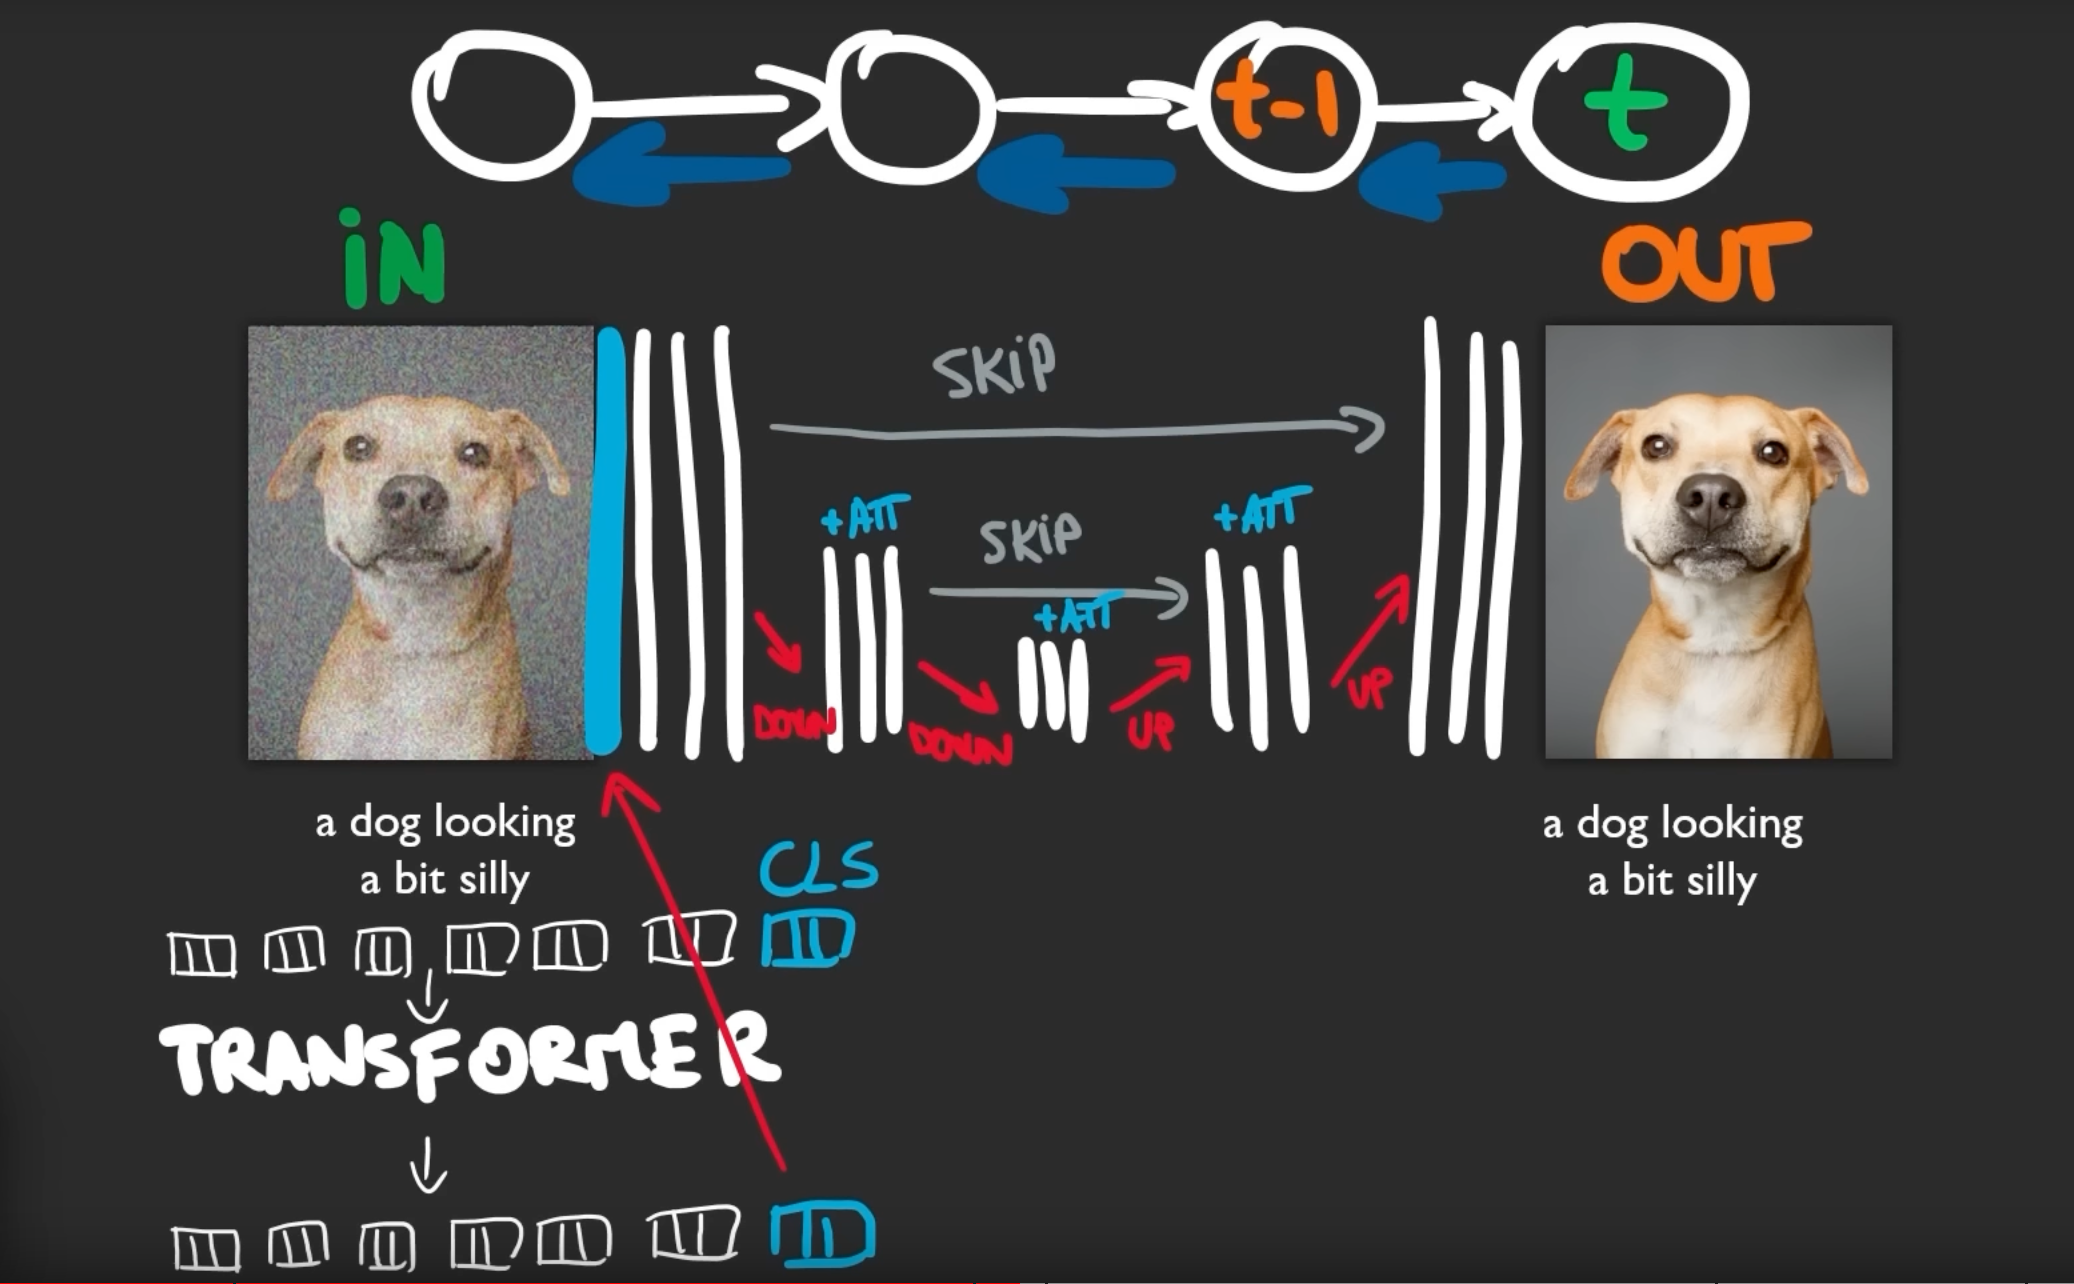 t-1
t
iN
OUT
SKiP
+ATT
SKiP
+ATT
+ATT
DOWN
DOWN
UP
UP
a dog looking
a bit silly
a dog looking
a bit silly
CLS
TRANSFORMER